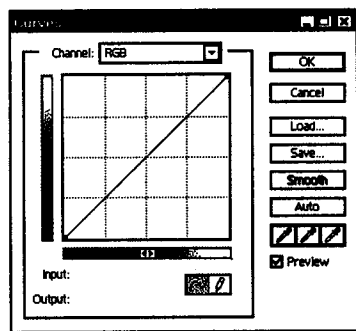 Curves
Channel: RGB
OK
Cancel
Load...
Save...
Smooth
Auto
Preview
Input:
Output: